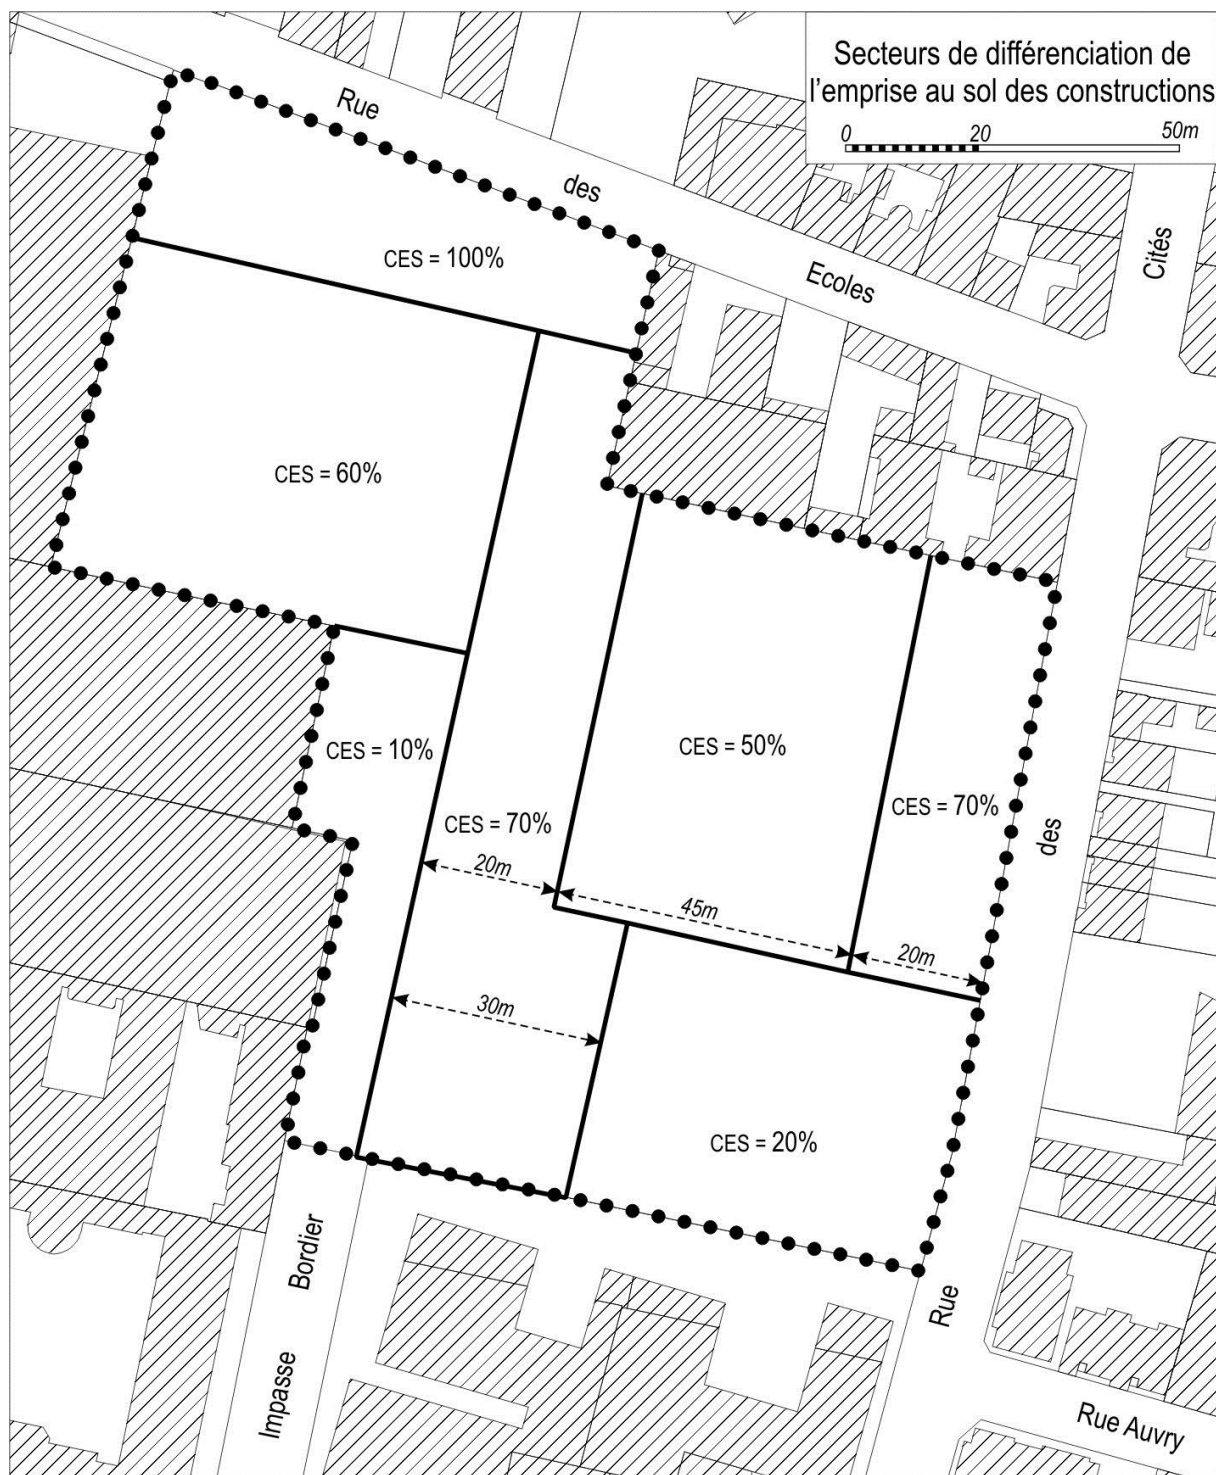 Secteurs de différenciation de
l'emprise au sol des constructions
0 20 50m
Rue
des
Ecoles
Cités
CES = 100%
CES = 60%
CES = 10%
CES = 50%
CES = 70%
CES = 70%
des
20m
45m
20m
30m
CES = 20%
Impasse Bordier
Rue
Rue Auvry